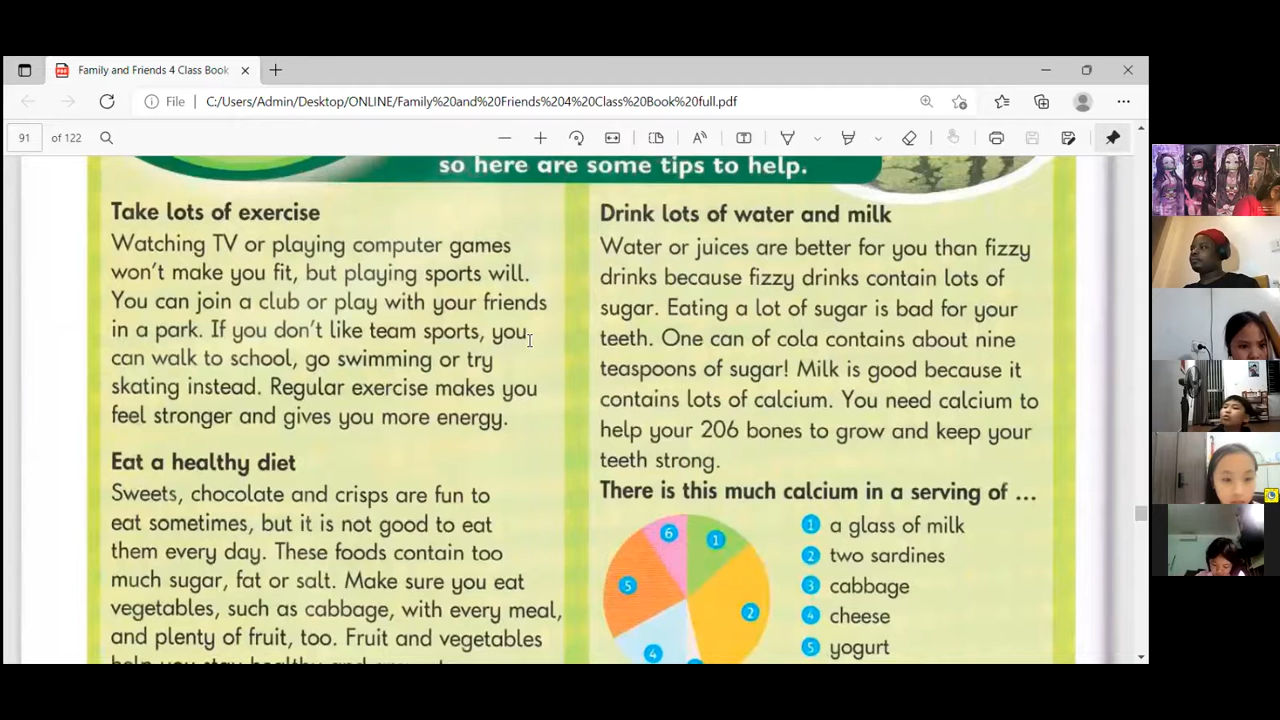 Family and Friends 4 Class Book
File
C:/Users/Admin/Desktop/ONLINE/Family%20and%20Friends%204%20Class%20Book%20full.pdf
91 of 122
so here are some tips to help.
Take lots of exercise
Watching TV or playing computer games
won't make you fit, but playing sports will.
You can join a club or play with your friends
in a park. If you don't like team sports, you
can walk to school, go swimming or try
skating instead. Regular exercise makes you
feel stronger and gives you more energy.
Eat a healthy diet
Sweets, chocolate and crisps are fun to
eat sometimes, but it is not good to eat
them every day. These foods contain too
much sugar, fat or salt. Make sure you eat
vegetables, such as cabbage, with every meal,
and plenty of fruit, too. Fruit and vegetables
help you stay healthy and
Drink lots of water and milk
Water or juices are better for you than fizzy
drinks because fizzy drinks contain lots of
sugar. Eating a lot of sugar is bad for your
teeth. One can of cola contains about nine
teaspoons of sugar! Milk is good because it
contains lots of calcium. You need calcium to
help your 206 bones to grow and keep your
teeth strong.
There is this much calcium in a serving of ...
6
1
5
2
4
1 a glass of milk
2 two sardines
3 cabbage
4 cheese
5 yogurt